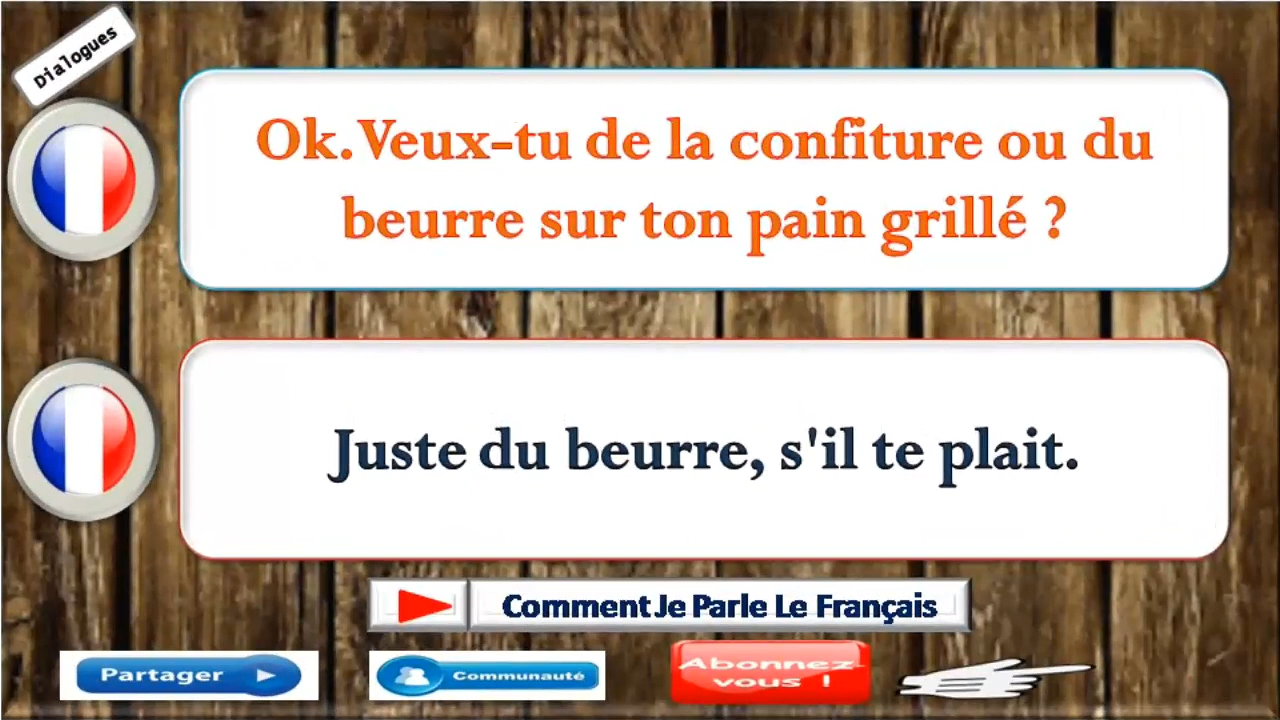 Dialogues
Ok.Veux-tu de la confiture ou du
beurre sur ton pain grillé ?
Juste du beurre, s'il te plait.
Comment Je Parle Le Français
Partager
Communauté
Abonnez-
vous !